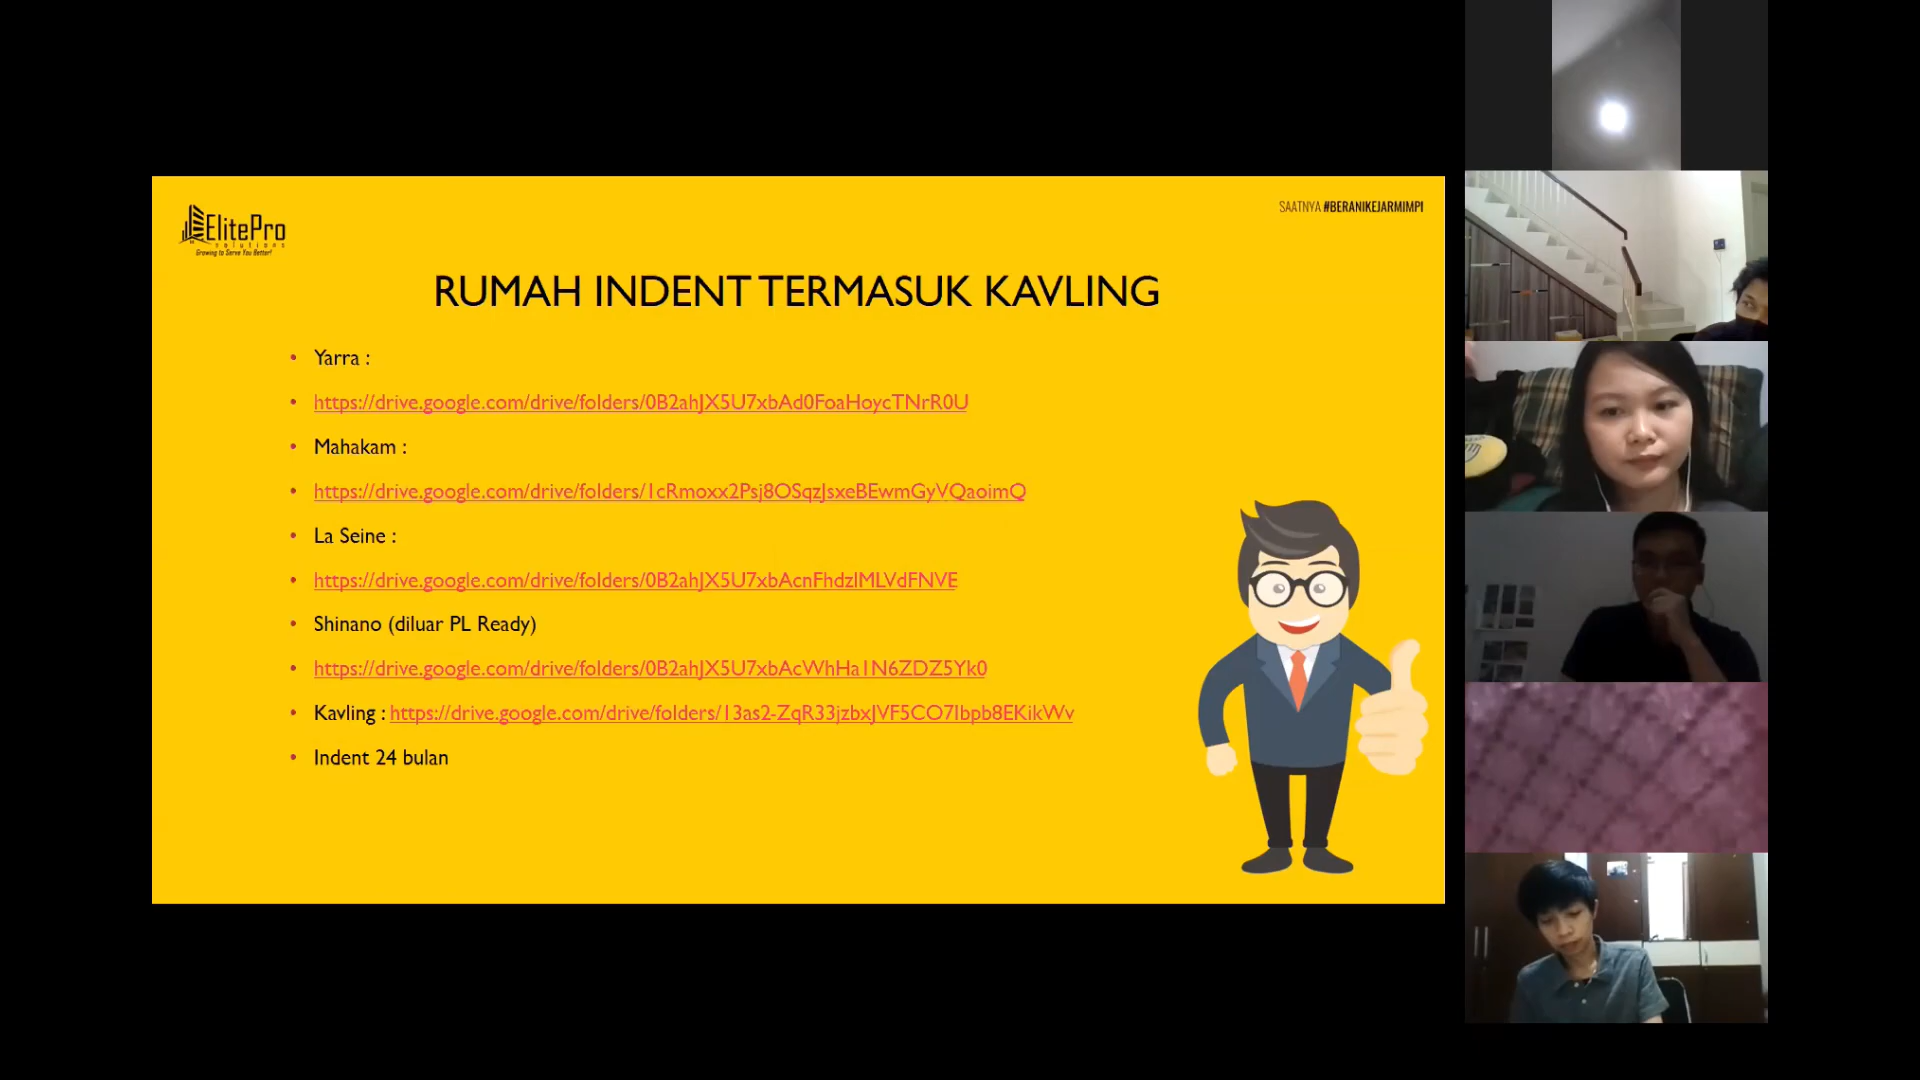 ElitePro
solutions
Growing to Serve You Better!
SAATNYA #BERANIKEJARMIMPI
RUMAH INDENT TERMASUK KAVLING
• Yarra :
• https://drive.google.com/drive/folders/0B2ahJX5U7xbAd0FoaHoycTNrR0U
• Mahakam :
• https://drive.google.com/drive/folders/1cRmoxx2Psj8OSqzJsxeBEwmGyVQaoimQ
• La Seine :
• https://drive.google.com/drive/folders/0B2ahJX5U7xbAcnFhdzlMLVdFNVE
• Shinano (diluar PL Ready)
• https://drive.google.com/drive/folders/0B2ahJX5U7xbAcWhHa1N6ZDZ5Yk0
• Kavling : https://drive.google.com/drive/folders/13as2-ZqR33jzbxJVF5CO7Ibpb8EKikWv
• Indent 24 bulan